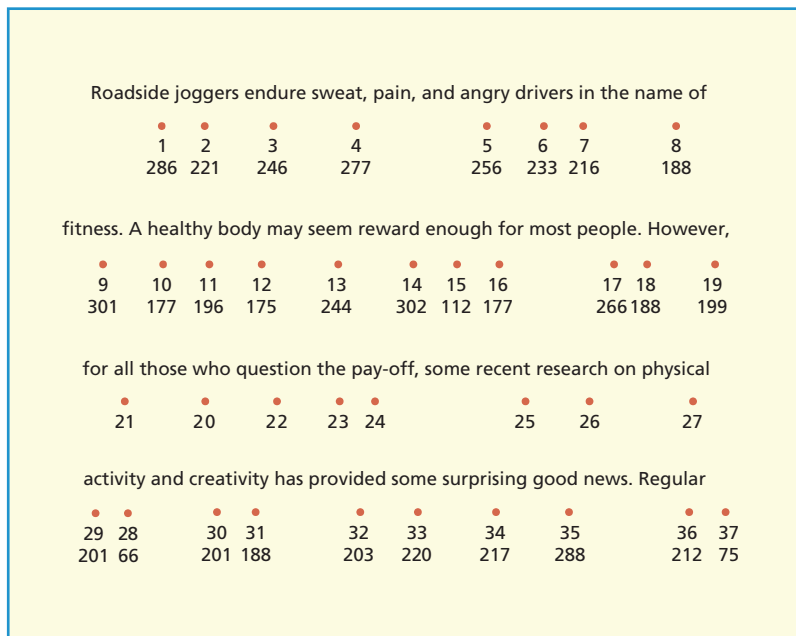 Roadside joggers endure sweat, pain, and angry drivers in the name of
1 2 3 4 5 6 7 8
286 221 246 277 256 233 216 188
fitness. A healthy body may seem reward enough for most people. However,
9 10 11 12 13 14 15 16 17 18 19
301 177 196 175 244 302 112 177 266 188 199
for all those who question the pay-off, some recent research on physical
21 20 22 23 24 25 26 27
activity and creativity has provided some surprising good news. Regular
29 28 30 31 32 33 34 35 36 37
201 66 201 188 203 220 217 288 212 75